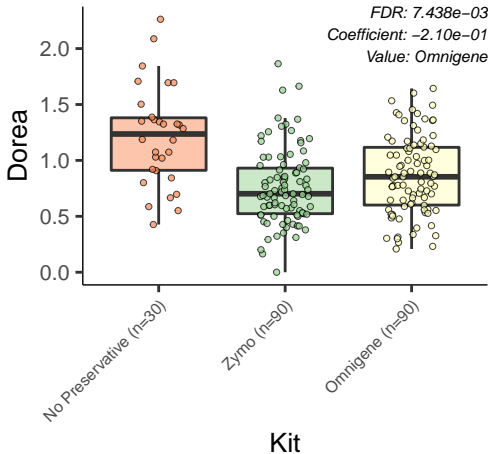 FDR: 7.438e−03
Coefficient: −2.10e−01
Value: Omnigene
Dorea
2.0
1.5
1.0
0.5
0.0
No Preservative (n=30)
Zymo (n=90)
Omnigene (n=90)
Kit